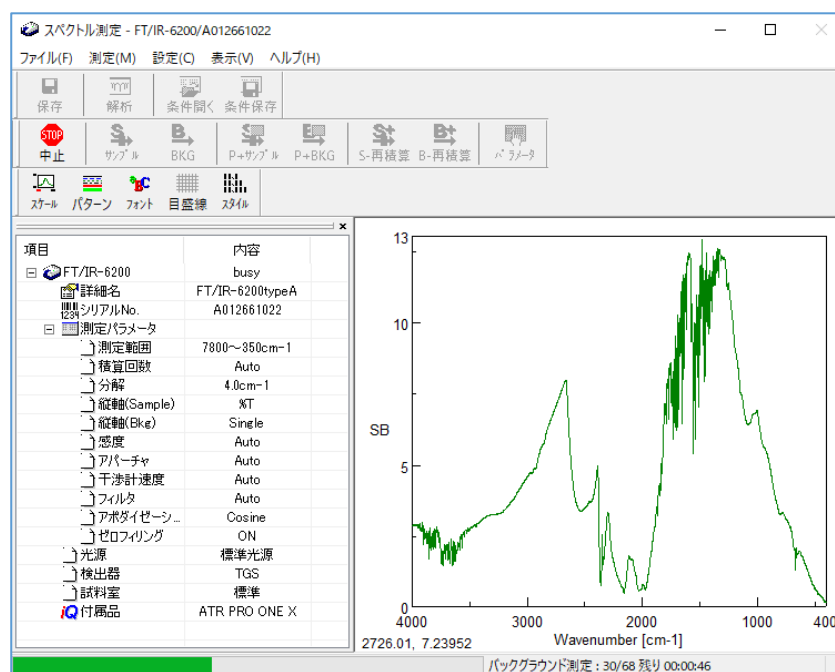 スペクトル測定 - FT/IR-6200/A012661022
ファイル(F) 測定(M) 設定(C) 表示(V) ヘルプ(H)
保存 解析 条件開く 条件保存
STOP
中止 サンプル BKG P+サンプル P+BKG S-再積算 B-再積算 パラメータ
スケール パターン フォント 目盛線 スタイル
項目 内容
FT/IR-6200 busy
詳細名 FT/IR-6200typeA
シリアルNo. A012661022
測定パラメータ
測定範囲 7800～350cm-1
積算回数 Auto
分解 4.0cm-1
縦軸(Sample) %T
縦軸(Bkg) Single
感度 Auto
アパーチャ Auto
干渉計速度 Auto
フィルタ Auto
アポダイゼーシ... Cosine
ゼロフィリング ON
光源 標準光源
検出器 TGS
試料室 標準
iQ付属品 ATR PRO ONE X
13
10
SB
5
0
4000 3000 2000 1000 400
2726.01, 7.23952 Wavenumber [cm-1]
バックグラウンド測定 : 30/68 残り 00:00:46